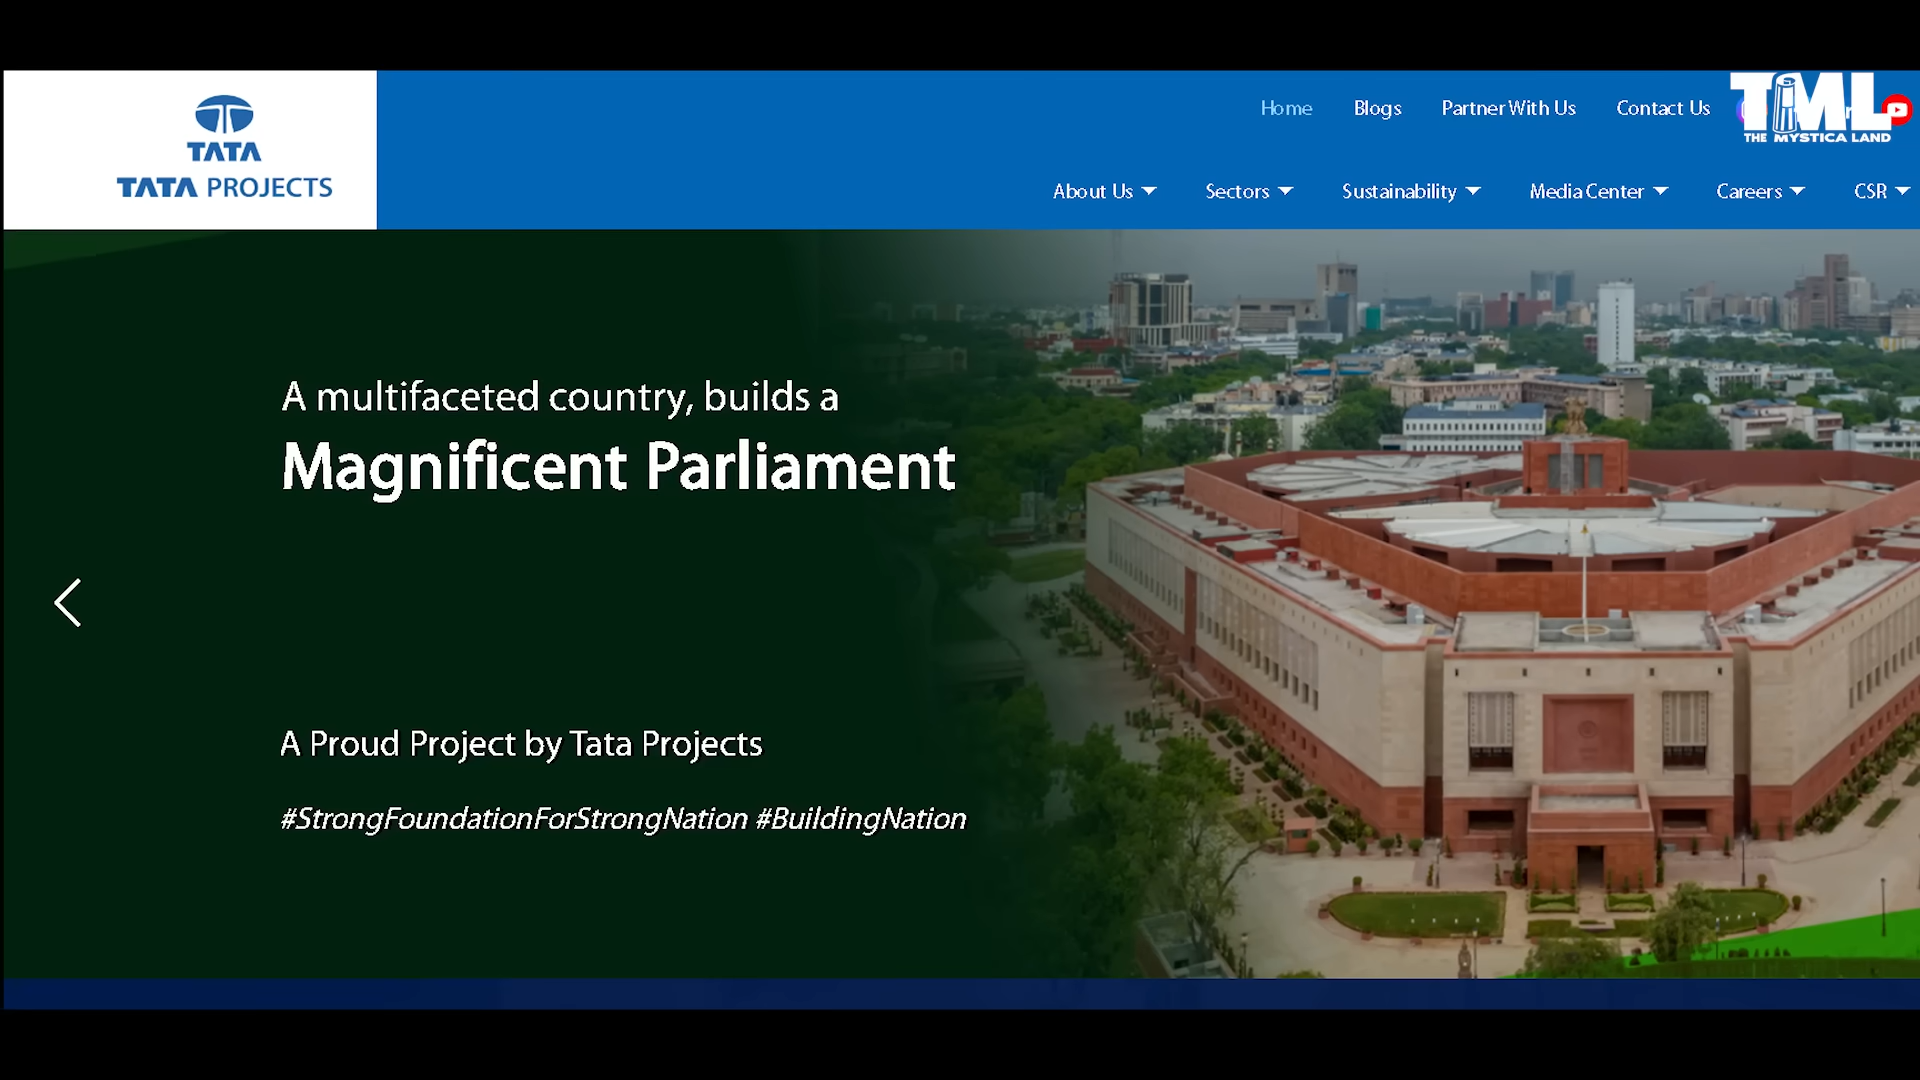 TATA
TATA PROJECTS
Home Blogs Partner With Us Contact Us
TML
THE MYSTICA LAND
About Us Sectors Sustainability Media Center Careers CSR
A multifaceted country, builds a
Magnificent Parliament
A Proud Project by Tata Projects
#StrongFoundationForStrongNation #BuildingNation